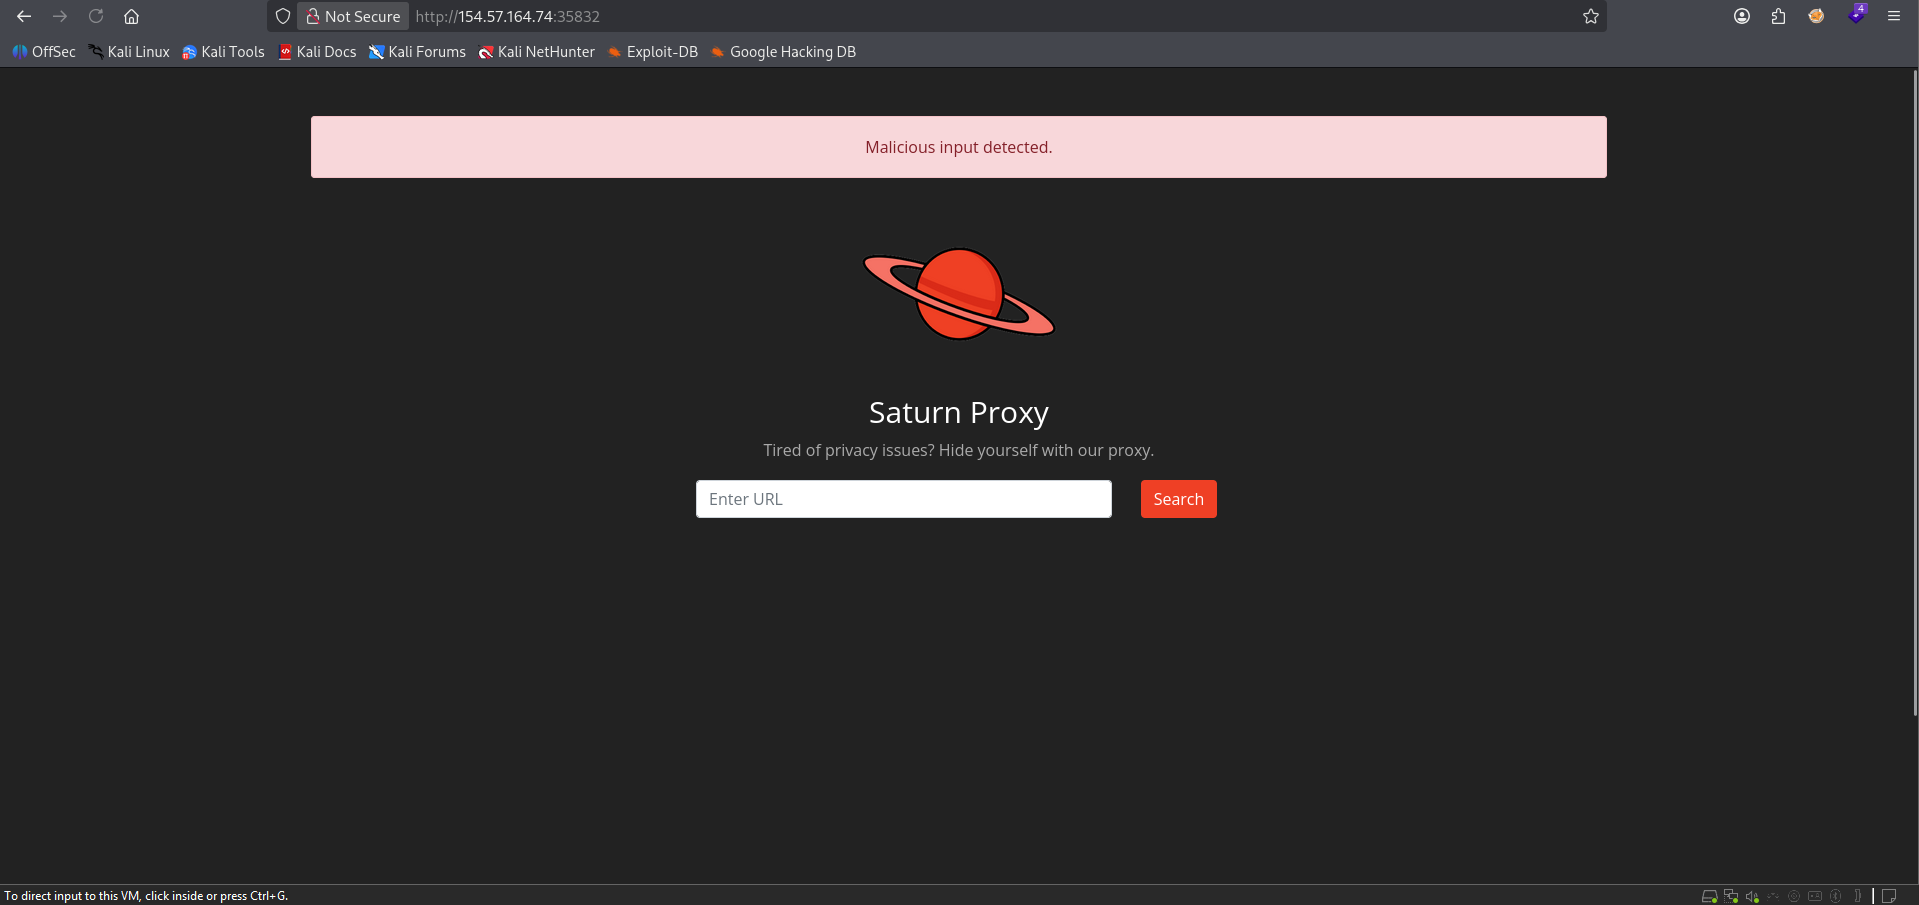 Not Secure http://154.57.164.74:35832
4
OffSec Kali Linux Kali Tools Kali Docs Kali Forums Kali NetHunter Exploit-DB Google Hacking DB
Malicious input detected.
Saturn Proxy
Tired of privacy issues? Hide yourself with our proxy.
Enter URL Search
To direct input to this VM, click inside or press Ctrl+G.